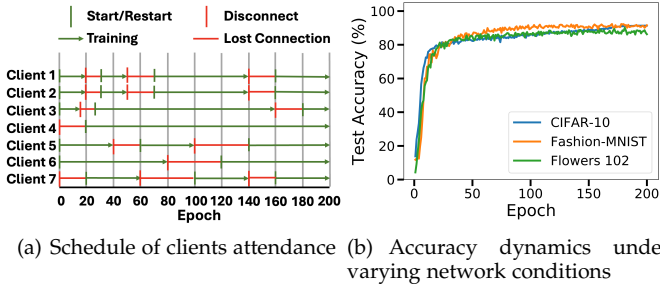 Start/Restart Disconnect
Training Lost Connection
Client 1
Client 2
Client 3
Client 4
Client 5
Client 6
Client 7
0 20 40 60 80 100 120 140 160 180 200
Epoch
Test Accuracy (%)
100
80
60
40
20
0
CIFAR-10
Fashion-MNIST
Flowers 102
0 50 100 150 200
Epoch
(a) Schedule of clients attendance
(b) Accuracy dynamics unde
varying network conditions